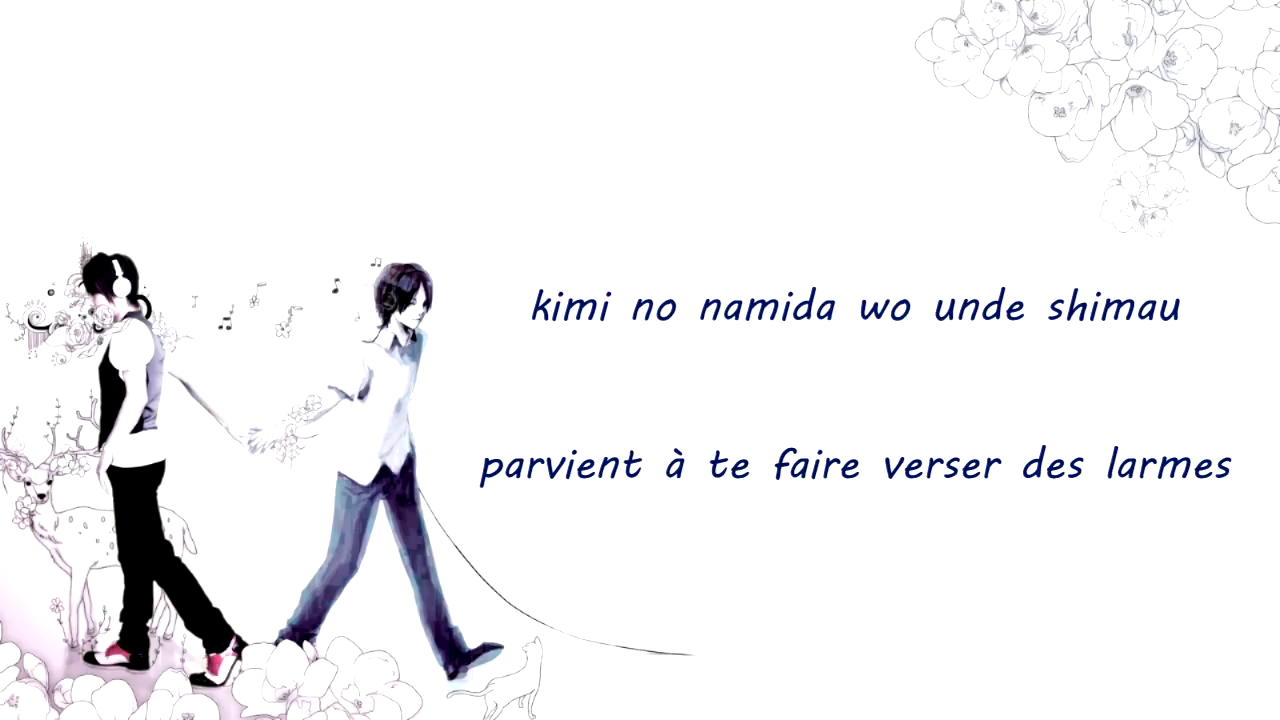 kimi no namida wo unde shimau
parvient à te faire verser des larmes